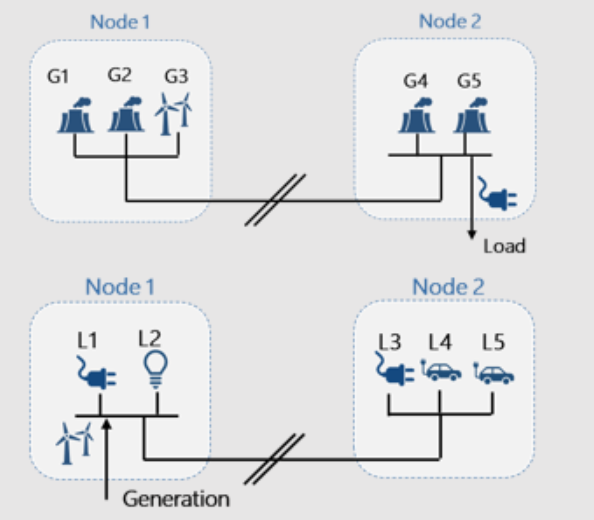 Node 1
Node 2
G1 G2 G3
G4 G5
Load
Node 1
Node 2
L1 L2
L3 L4 L5
Generation